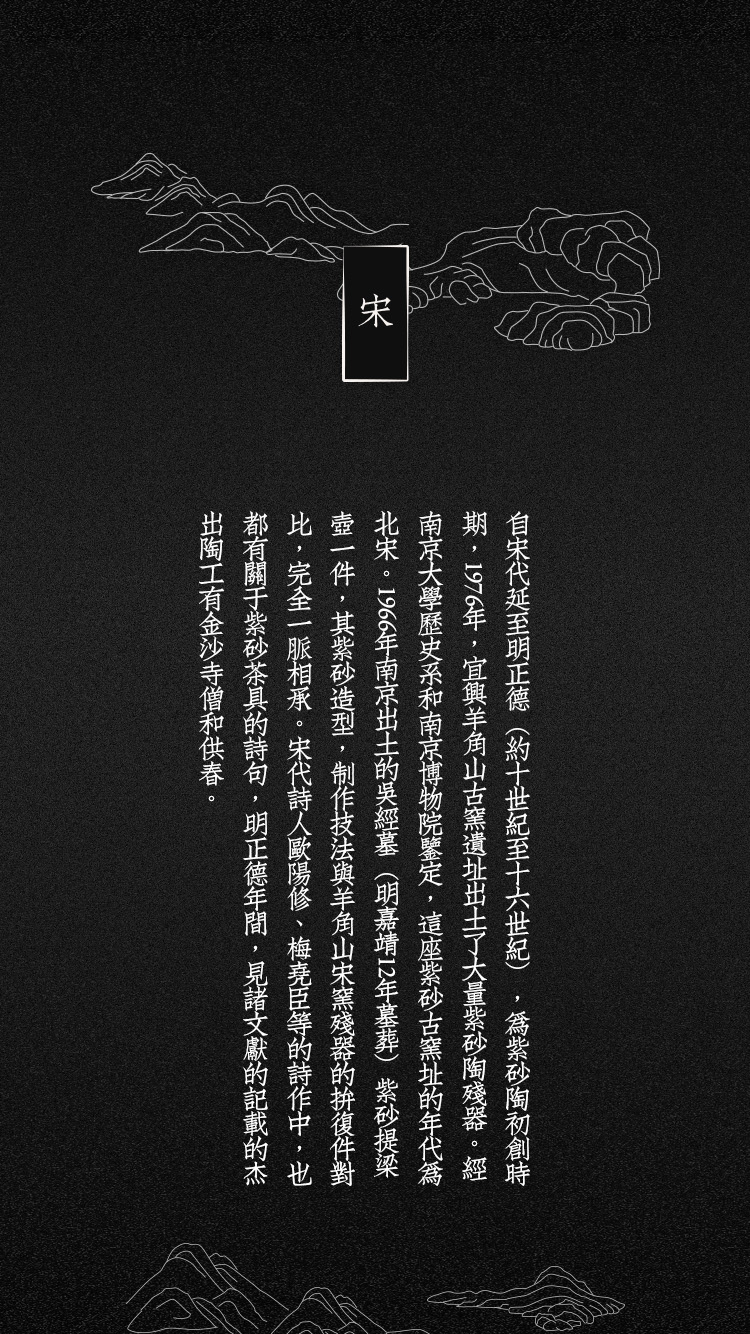 宋
自宋代延至明正德（約十世紀至十六世紀），爲紫砂陶初創時
期，1976年，宜興羊角山古窯遺址出土了大量紫砂陶殘器。經
南京大學歷史系和南京博物院鑒定，這座紫砂古窯址的年代爲
北宋。1966年南京出土的吳經墓（明嘉靖12年墓葬）紫砂提梁
壺一件，其紫砂造型，制作技法與羊角山宋窯殘器的拚復件對
比，完全一脈相承。宋代詩人歐陽修、梅堯臣等的詩作中，也
都有關于紫砂茶具的詩句，明正德年間，見諸文獻的記載的杰
出陶工有金沙寺僧和供春。